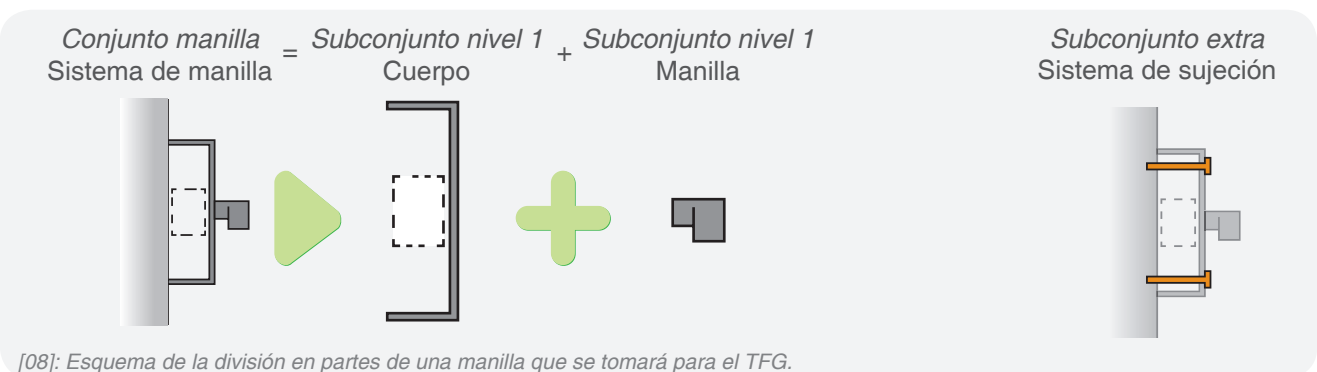 Conjunto manilla = Subconjunto nivel 1 + Subconjunto nivel 1 Subconjunto extra
Sistema de manilla Cuerpo Manilla Sistema de sujeción
[08]: Esquema de la división en partes de una manilla que se tomará para el TFG.